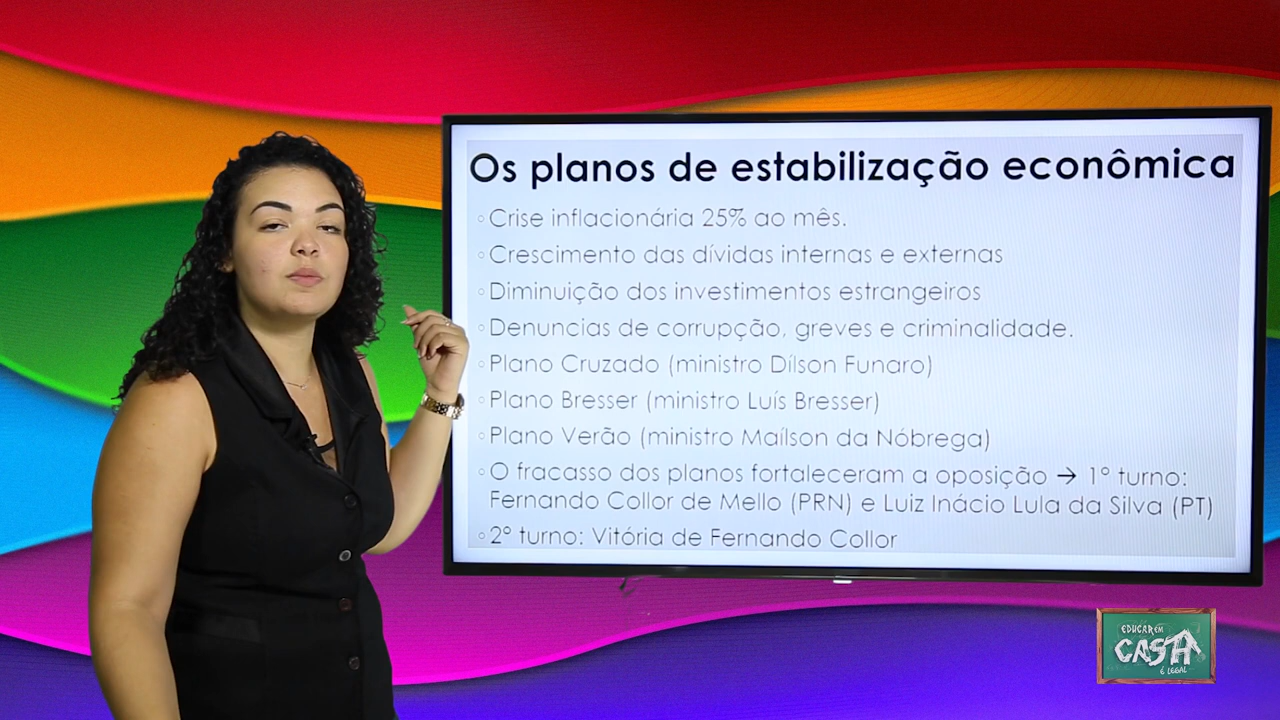 Os planos de estabilização econômica
◦Crise inflacionária 25% ao mês.
◦Crescimento das dívidas internas e externas
◦Diminuição dos investimentos estrangeiros
◦Denuncias de corrupção, greves e criminalidade.
◦Plano Cruzado (ministro Dílson Funaro)
◦Plano Bresser (ministro Luís Bresser)
◦Plano Verão (ministro Maílson da Nóbrega)
◦O fracasso dos planos fortaleceram a oposição → 1º turno:
Fernando Collor de Mello (PRN) e Luiz Inácio Lula da Silva (PT)
◦2º turno: Vitória de Fernando Collor
EDUCAR EM
CASA
É LEGAL